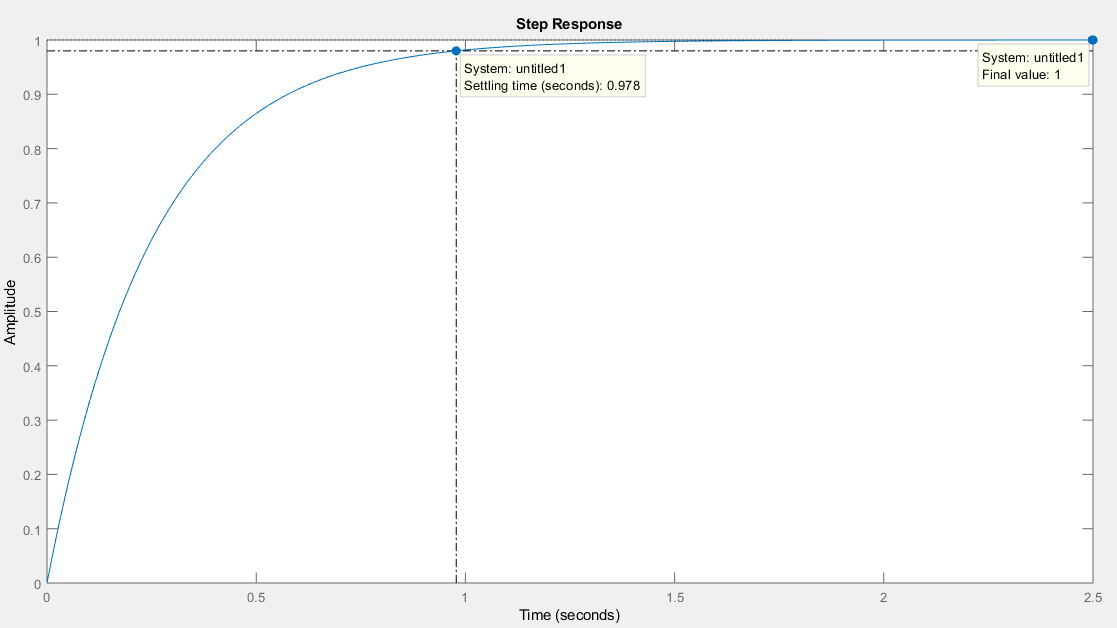 Step Response
1
0.9
0.8
0.7
0.6
0.5
0.4
0.3
0.2
0.1
0
Amplitude
System: untitled1
Settling time (seconds): 0.978
System: untitled1
Final value: 1
0 0.5 1 1.5 2 2.5
Time (seconds)